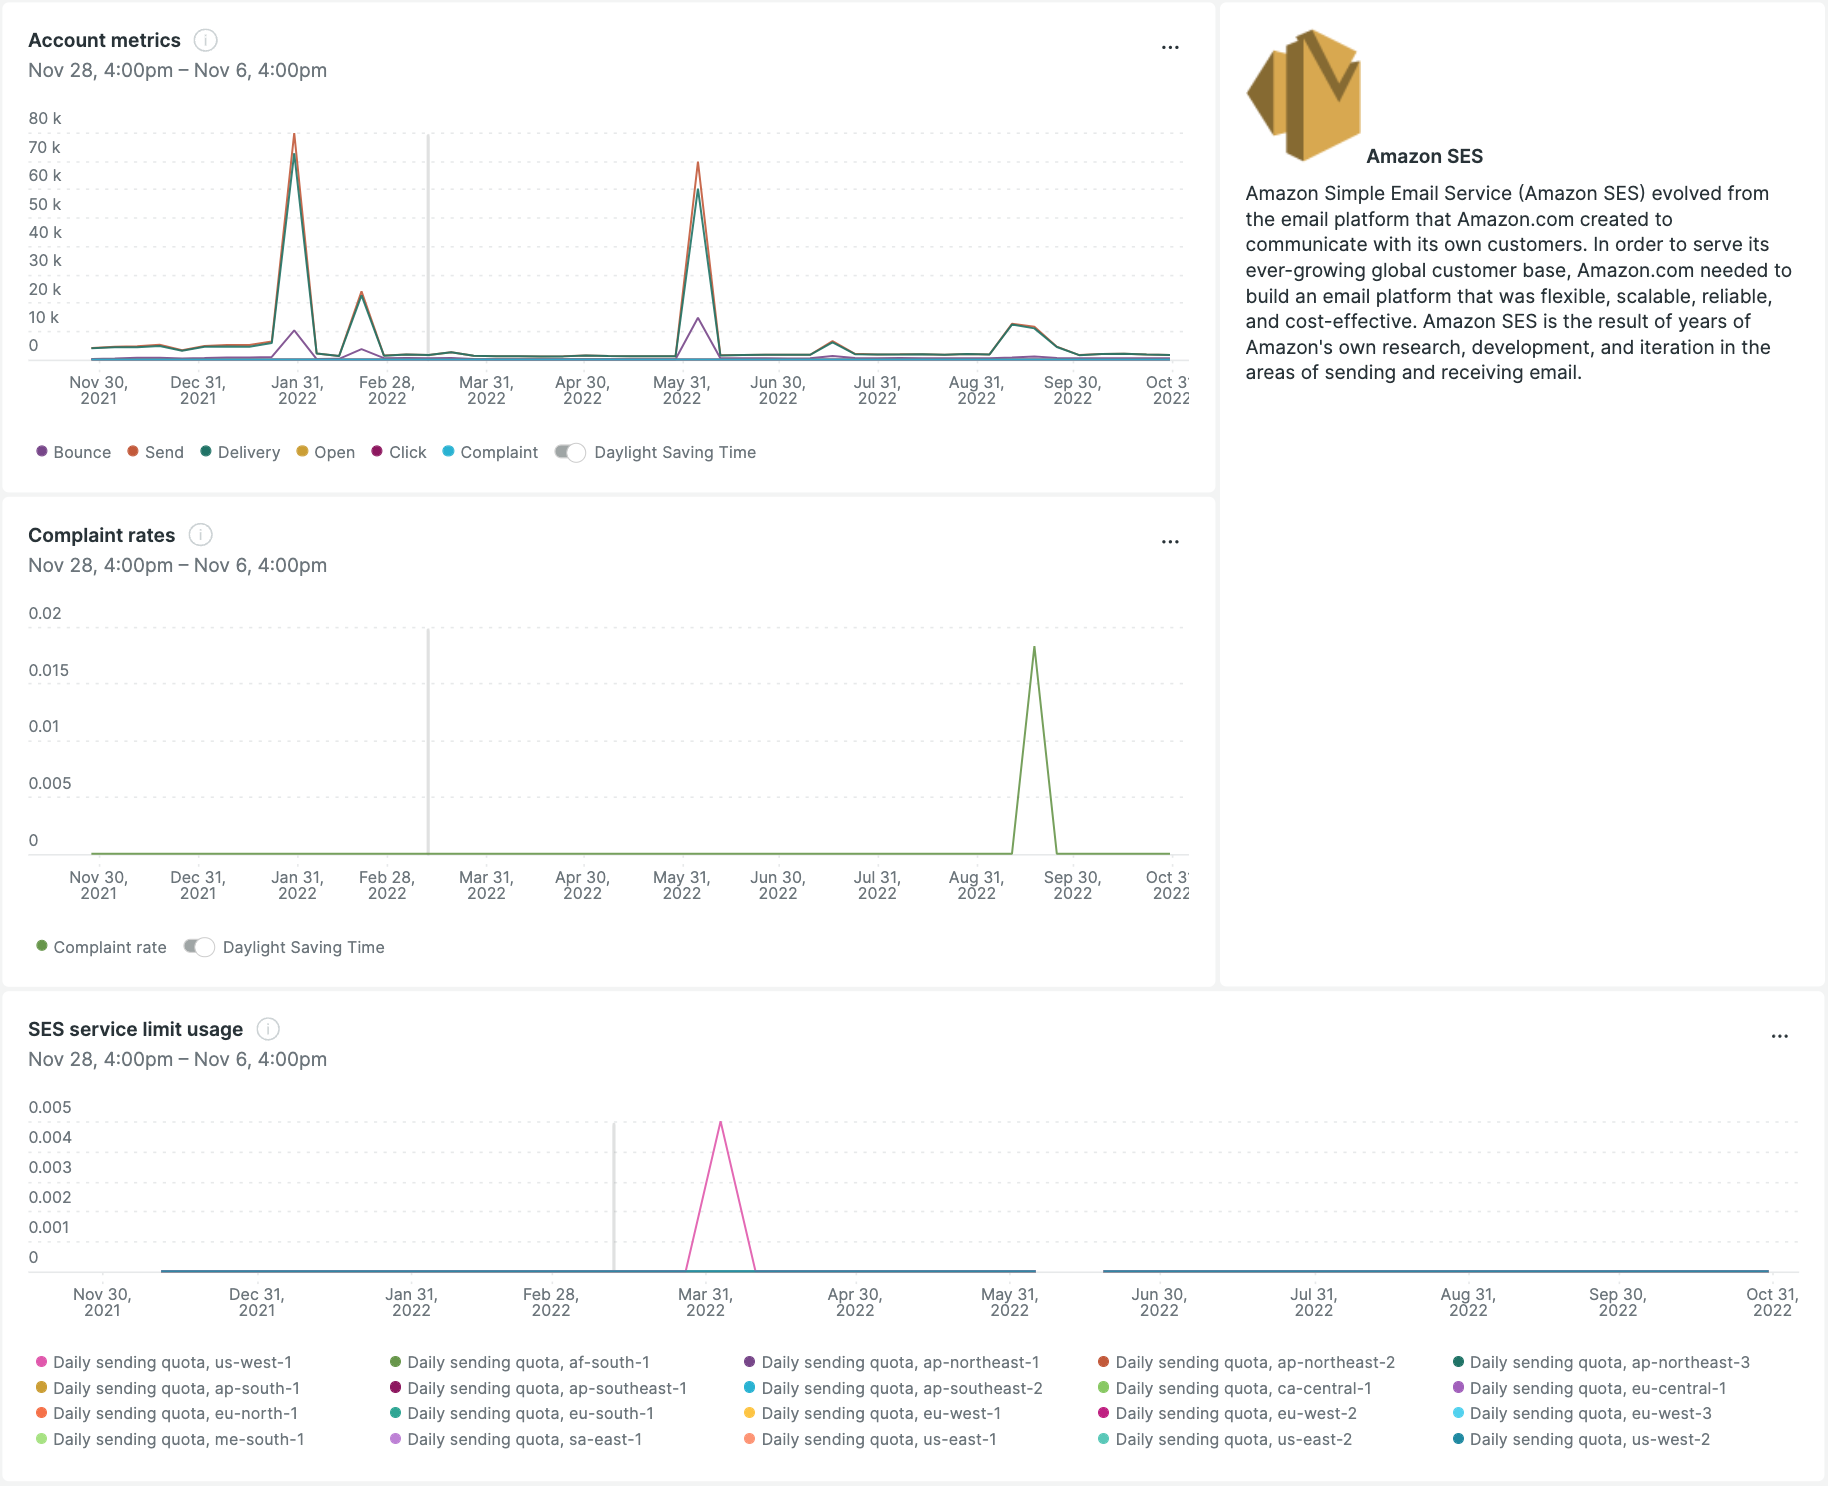 Account metrics
Nov 28, 4:00pm – Nov 6, 4:00pm
80 k
70 k
60 k
50 k
40 k
30 k
20 k
10 k
0
Nov 30, 2021
Dec 31, 2021
Jan 31, 2022
Feb 28, 2022
Mar 31, 2022
Apr 30, 2022
May 31, 2022
Jun 30, 2022
Jul 31, 2022
Aug 31, 2022
Sep 30, 2022
Oct 31 2022
Bounce Send Delivery Open Click Complaint Daylight Saving Time
Amazon SES
Amazon Simple Email Service (Amazon SES) evolved from
the email platform that Amazon.com created to
communicate with its own customers. In order to serve its
ever-growing global customer base, Amazon.com needed to
build an email platform that was flexible, scalable, reliable,
and cost-effective. Amazon SES is the result of years of
Amazon's own research, development, and iteration in the
areas of sending and receiving email.
Complaint rates
Nov 28, 4:00pm – Nov 6, 4:00pm
0.02
0.015
0.01
0.005
0
Nov 30, 2021
Dec 31, 2021
Jan 31, 2022
Feb 28, 2022
Mar 31, 2022
Apr 30, 2022
May 31, 2022
Jun 30, 2022
Jul 31, 2022
Aug 31, 2022
Sep 30, 2022
Oct 31 2022
Complaint rate Daylight Saving Time
SES service limit usage
Nov 28, 4:00pm – Nov 6, 4:00pm
0.005
0.004
0.003
0.002
0.001
0
Nov 30, 2021
Dec 31, 2021
Jan 31, 2022
Feb 28, 2022
Mar 31, 2022
Apr 30, 2022
May 31, 2022
Jun 30, 2022
Jul 31, 2022
Aug 31, 2022
Sep 30, 2022
Oct 31, 2022
Daily sending quota, us-west-1 Daily sending quota, af-south-1 Daily sending quota, ap-northeast-1 Daily sending quota, ap-northeast-2 Daily sending quota, ap-northeast-3
Daily sending quota, ap-south-1 Daily sending quota, ap-southeast-1 Daily sending quota, ap-southeast-2 Daily sending quota, ca-central-1 Daily sending quota, eu-central-1
Daily sending quota, eu-north-1 Daily sending quota, eu-south-1 Daily sending quota, eu-west-1 Daily sending quota, eu-west-2 Daily sending quota, eu-west-3
Daily sending quota, me-south-1 Daily sending quota, sa-east-1 Daily sending quota, us-east-1 Daily sending quota, us-east-2 Daily sending quota, us-west-2